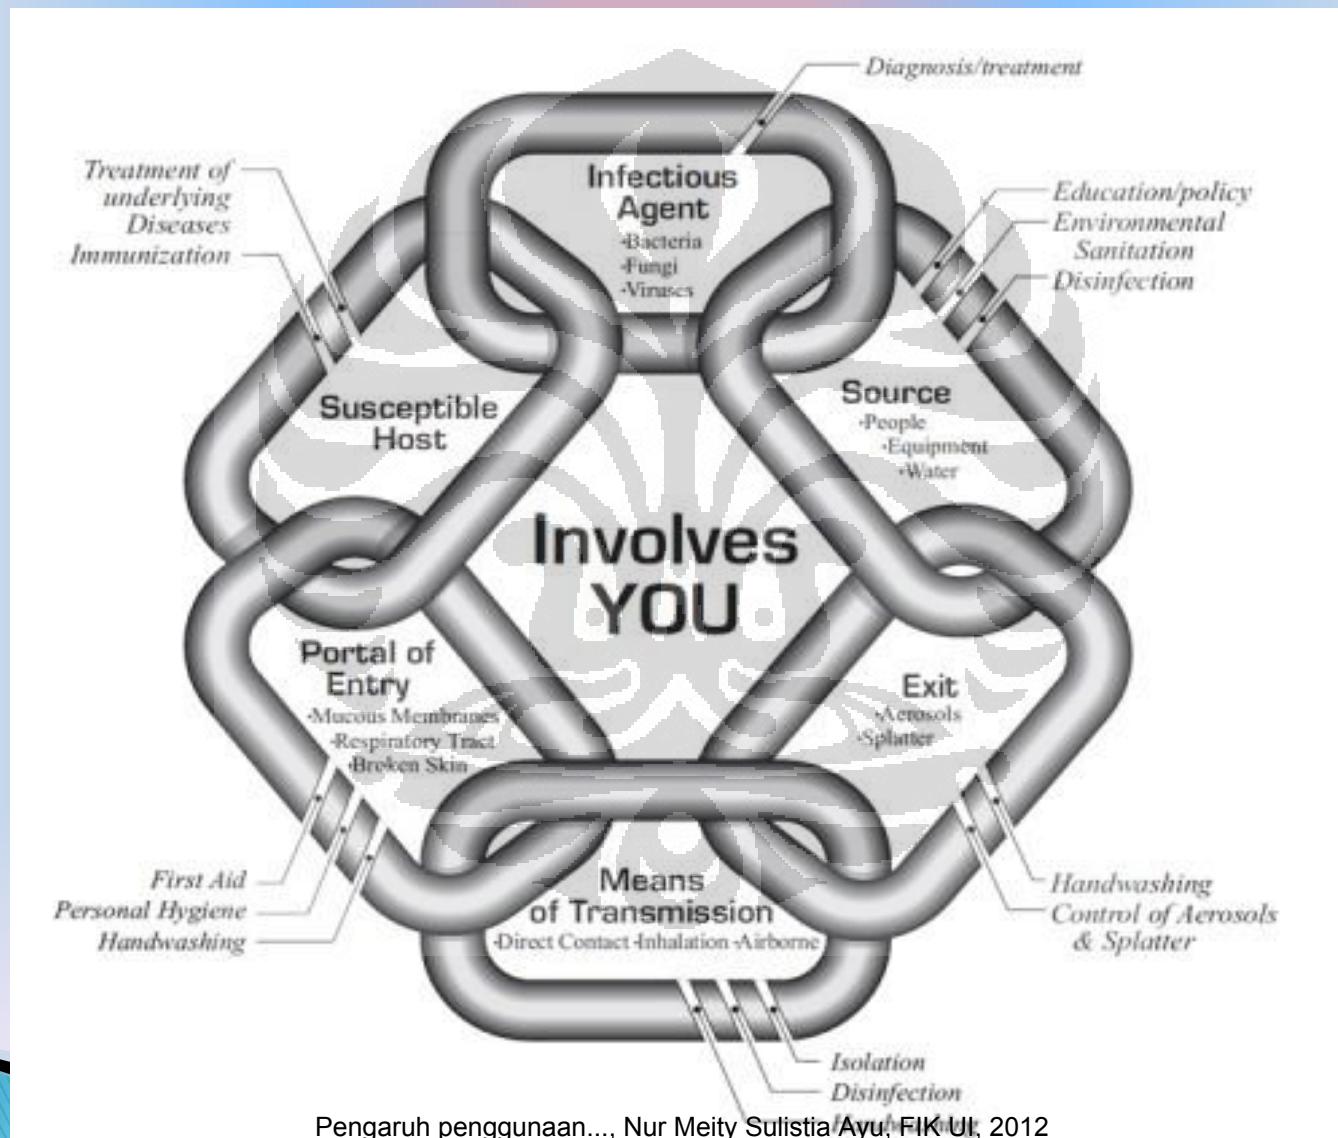 Diagnosis/treatment
Infectious
Agent
·Bacteria
·Fungi
·Viruses
Treatment of
underlying
Diseases
Immunization
Education/policy
Environmental
Sanitation
Disinfection
Susceptible
Host
Source
·People
·Equipment
·Water
Involves
YOU
Portal of
Entry
·Mucous Membranes
·Respiratory Tract
·Broken Skin
Exit
·Aerosols
·Splatter
First Aid
Personal Hygiene
Handwashing
Handwashing
Control of Aerosols
& Splatter
Means
of Transmission
·Direct Contact ·Inhalation ·Airborne
Isolation
Disinfection
Handwashing
Pengaruh penggunaan..., Nur Meity Sulistia Ayu, FIK UI, 2012